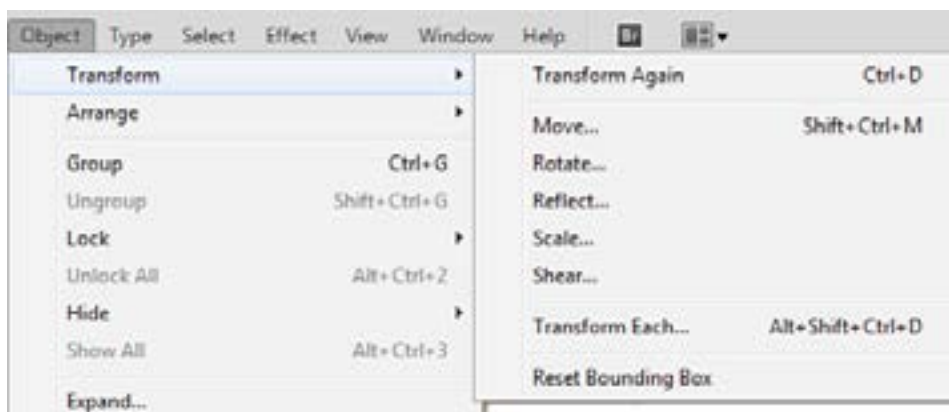 Object Type Select Effect View Window Help Br
Transform
Arrange
Group Ctrl+G
Ungroup Shift+Ctrl+G
Lock
Unlock All Alt+Ctrl+2
Hide
Show All Alt+Ctrl+3
Expand...
Transform Again Ctrl+D
Move... Shift+Ctrl+M
Rotate...
Reflect...
Scale...
Shear...
Transform Each... Alt+Shift+Ctrl+D
Reset Bounding Box